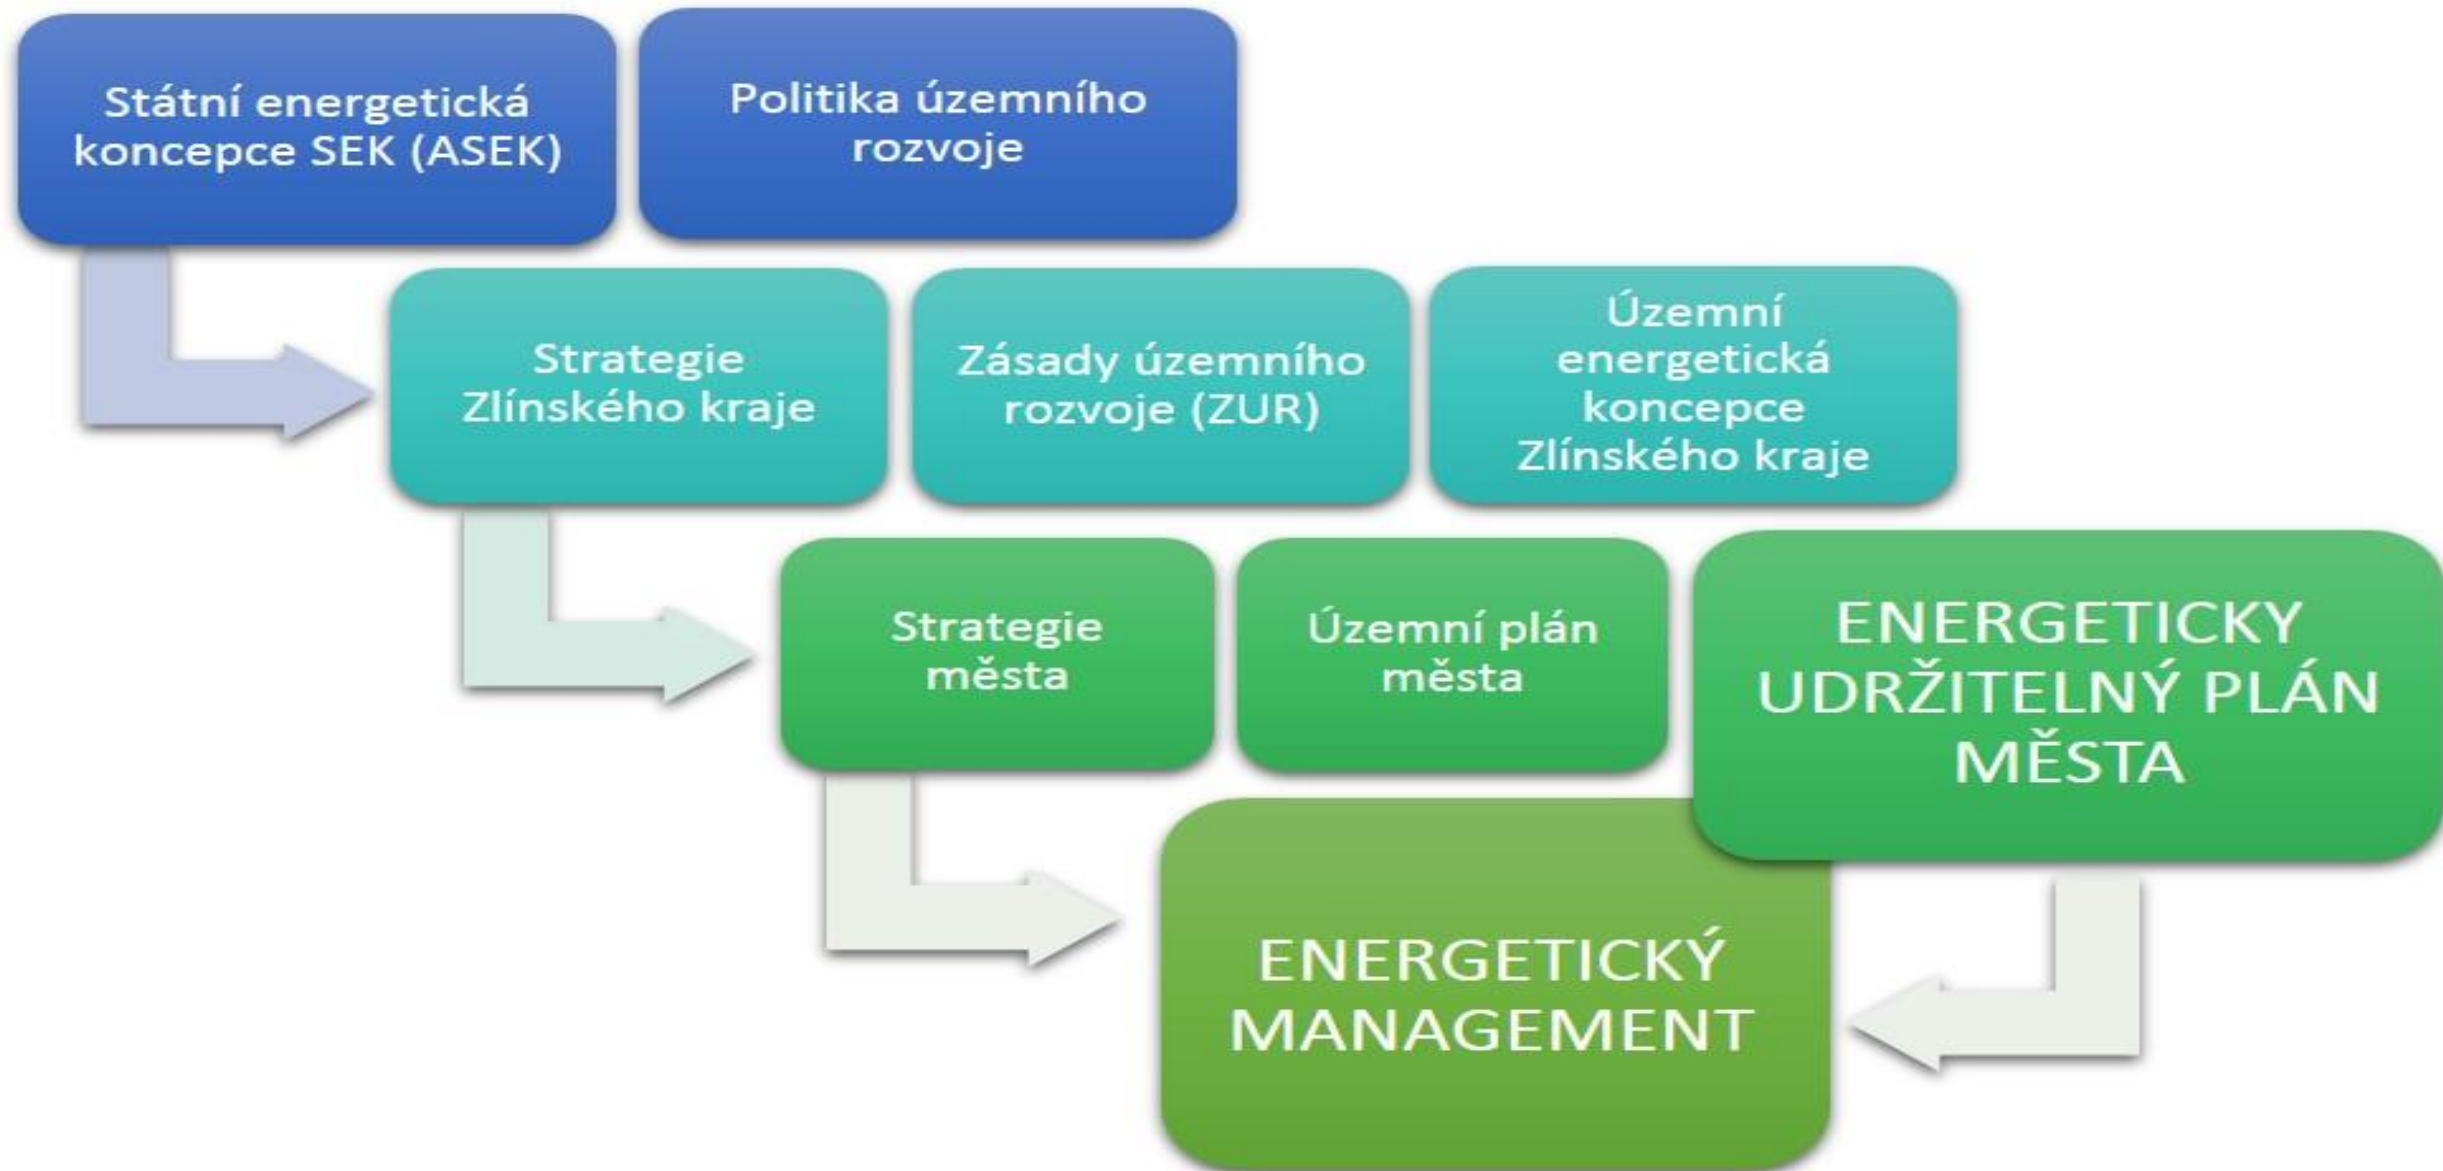 Státní energetická
koncepce SEK (ASEK)
Politika územního
rozvoje
Strategie
Zlínského kraje
Zásady územního
rozvoje (ZUR)
Územní
energetická
koncepce
Zlínského kraje
Strategie
města
Územní plán
města
ENERGETICKY
UDRŽITELNÝ PLÁN
MĚSTA
ENERGETICKÝ
MANAGEMENT